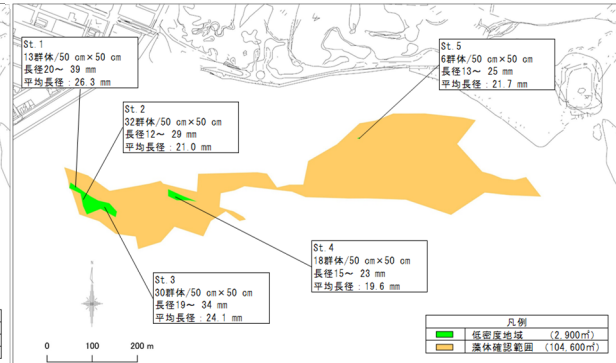 St.1
13群体/50 cm×50 cm
長径20～ 39 mm
平均長径：26.3 mm
St.2
32群体/50 cm×50 cm
長径12～ 29 mm
平均長径：21.0 mm
St.5
6群体/50 cm×50 cm
長径13～ 25 mm
平均長径：21.7 mm
St.3
30群体/50 cm×50 cm
長径19～ 34 mm
平均長径：24.1 mm
St.4
18群体/50 cm×50 cm
長径15～ 23 mm
平均長径：19.6 mm
0 100 200 m
凡例
低密度地域 (2,900㎡)
藻体確認範囲 (104,600㎡)